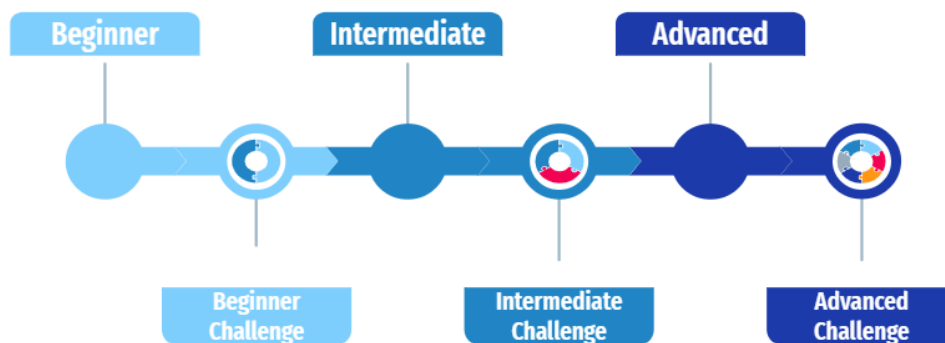 Beginner
Intermediate
Advanced
Beginner
Challenge
Intermediate
Challenge
Advanced
Challenge